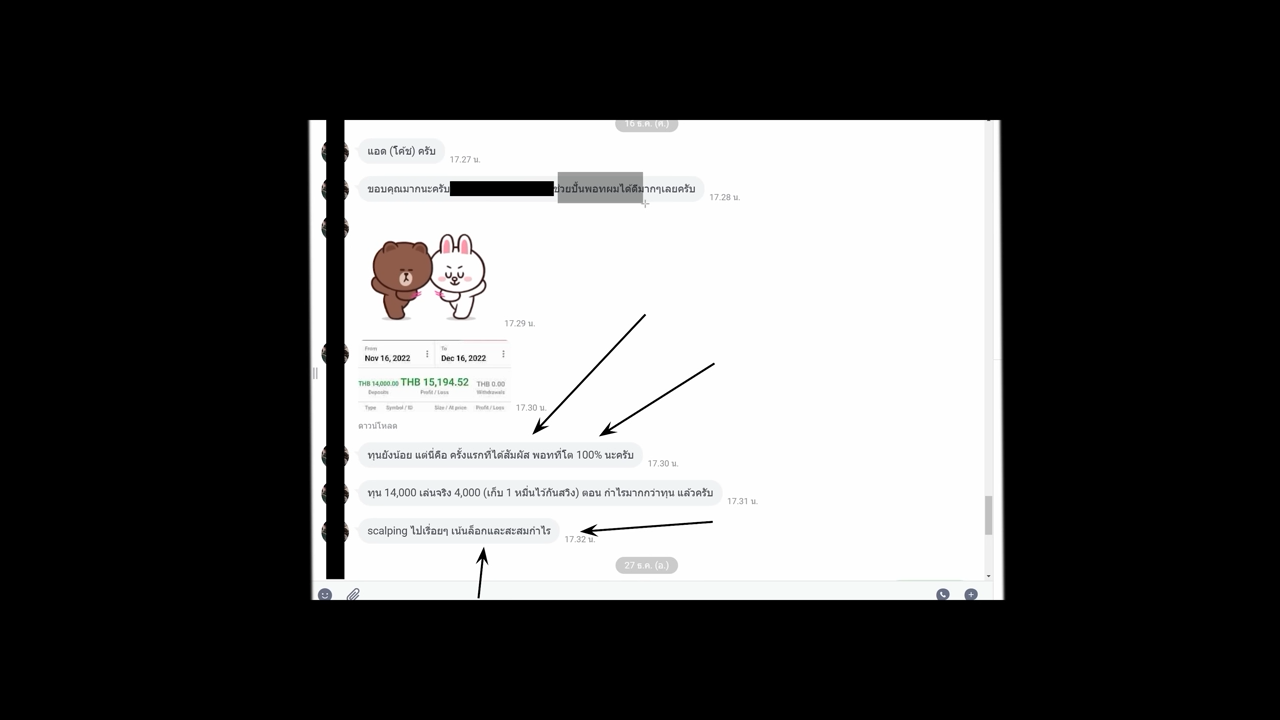 16 ธ.ค. (ศ.)
แอด (โค้ช) ครับ
17.27 น.
ขอบคุณมากนะครับ ช่วยปั้นพอทผมได้ดีมากๆเลยครับ
17.28 น.
17.29 น.
From To
Nov 16, 2022 Dec 16, 2022
THB 14,000.00 THB 15,194.52 THB 0.00
Deposits Profit / Loss Withdrawals
Type Symbol / ID Size / At price Profit / Loss
17.30 น.
ดาวน์โหลด
ทุนยังน้อย แต่นี่คือ ครั้งแรกที่ได้สัมผัส พอทที่โต 100% นะครับ
17.30 น.
ทุน 14,000 เล่นจริง 4,000 (เก็บ 1 หมื่นไว้กันสวิง) ตอน กำไรมากกว่าทุน แล้วครับ
17.31 น.
scalping ไปเรื่อยๆ เน้นล็อกและสะสมกำไร
17.32 น.
27 ธ.ค. (อ.)